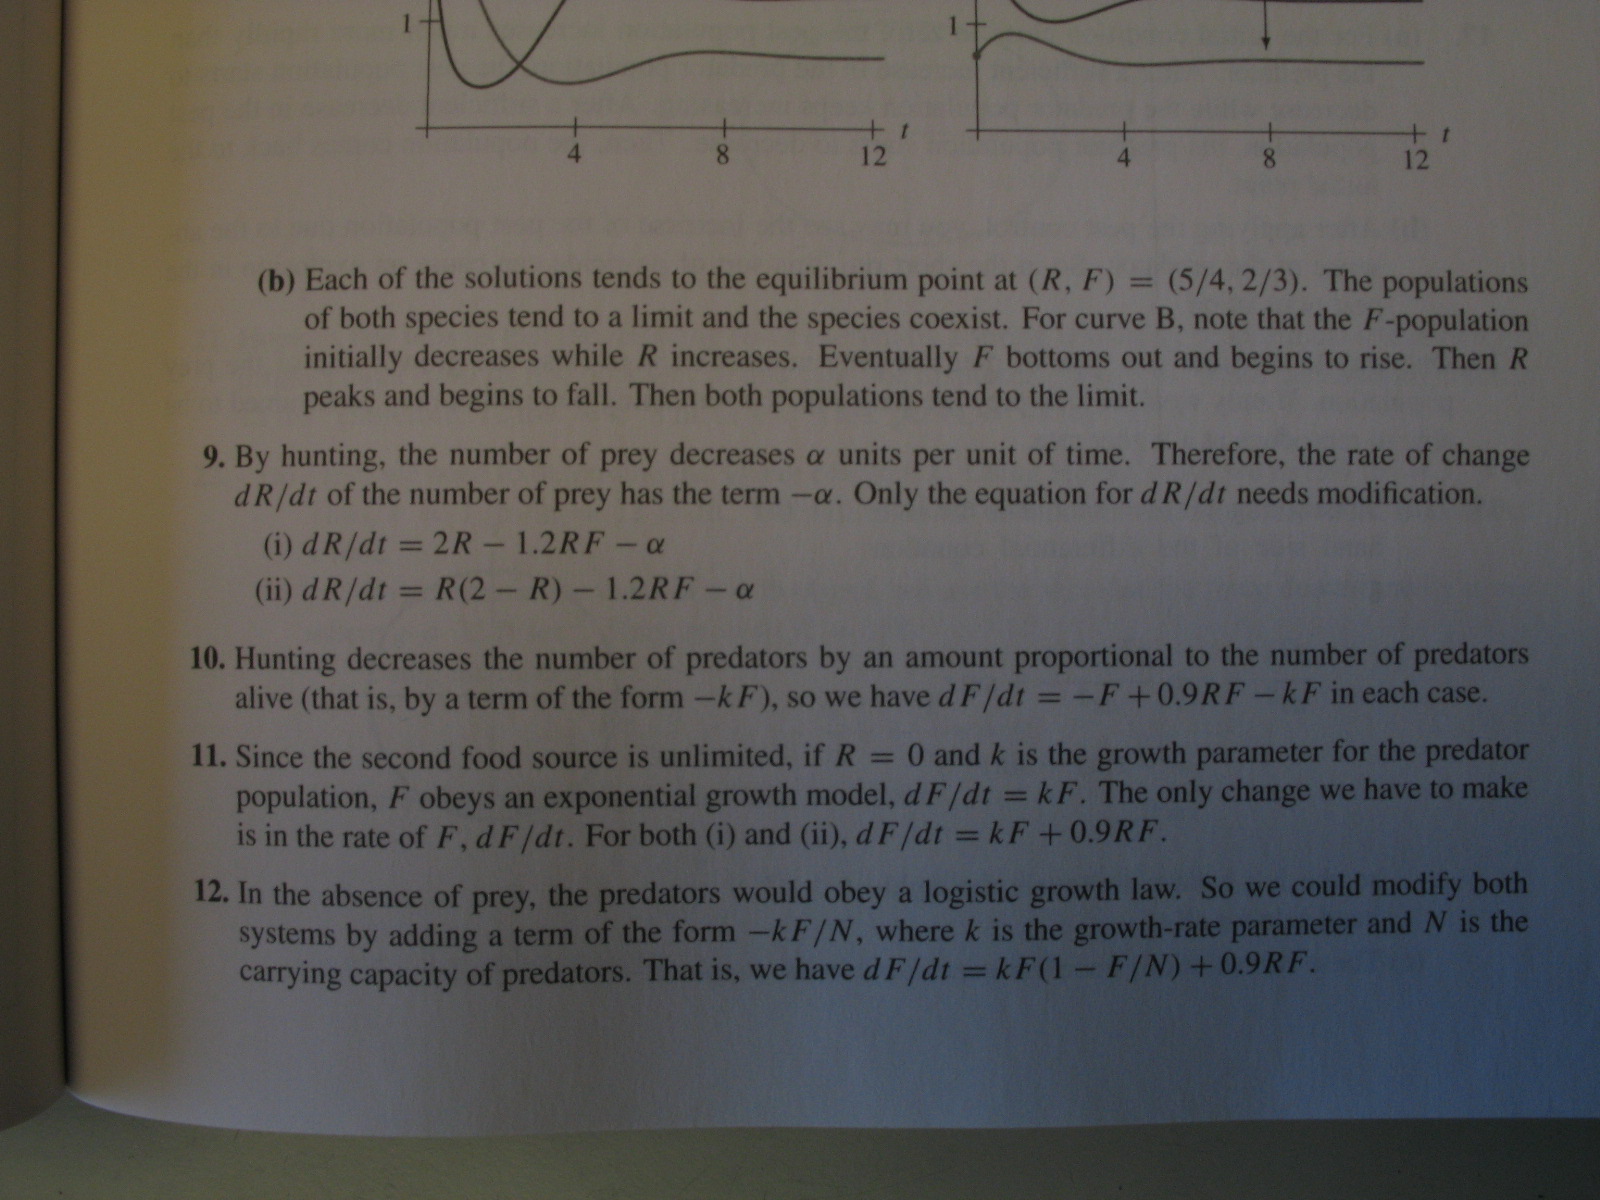 1
4
8
12
t
1
4
8
12
t
(b) Each of the solutions tends to the equilibrium point at (R, F) = (5/4, 2/3). The populations
of both species tend to a limit and the species coexist. For curve B, note that the F-population
initially decreases while R increases. Eventually F bottoms out and begins to rise. Then R
peaks and begins to fall. Then both populations tend to the limit.
9. By hunting, the number of prey decreases α units per unit of time. Therefore, the rate of change
dR/dt of the number of prey has the term −α. Only the equation for dR/dt needs modification.
(i) dR/dt = 2R − 1.2RF − α
(ii) dR/dt = R(2 − R) − 1.2RF − α
10. Hunting decreases the number of predators by an amount proportional to the number of predators
alive (that is, by a term of the form −kF), so we have dF/dt = −F + 0.9RF − kF in each case.
11. Since the second food source is unlimited, if R = 0 and k is the growth parameter for the predator
population, F obeys an exponential growth model, dF/dt = kF. The only change we have to make
is in the rate of F, dF/dt. For both (i) and (ii), dF/dt = kF + 0.9RF.
12. In the absence of prey, the predators would obey a logistic growth law. So we could modify both
systems by adding a term of the form −kF/N, where k is the growth-rate parameter and N is the
carrying capacity of predators. That is, we have dF/dt = kF(1 − F/N) + 0.9RF.